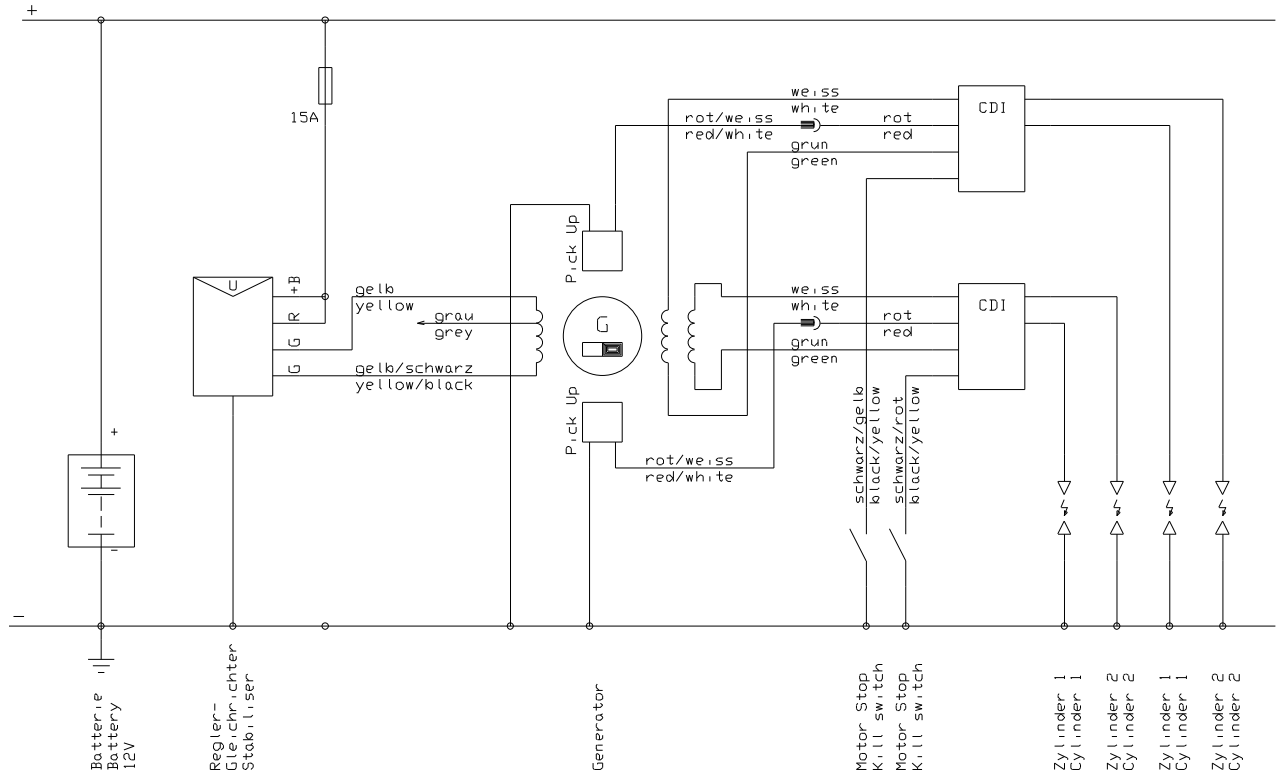 +
15A
weiss
white
CDI
rot/weiss
red/white
rot
red
grun
green
Pick Up
U
+B
R
G
G
gelb
yellow
grau
grey
gelb/schwarz
yellow/black
G
weiss
white
CDI
rot
red
grun
green
Pick Up
rot/weiss
red/white
schwarz/gelb
black/yellow
schwarz/rot
black/yellow
+
-
-
Batterie
Battery
12V
Regler-
Gleichrichter
Stabiliser
Generator
Motor Stop
Kill switch
Motor Stop
Kill switch
Zylinder 1
Cylinder 1
Zylinder 2
Cylinder 2
Zylinder 1
Cylinder 1
Zylinder 2
Cylinder 2